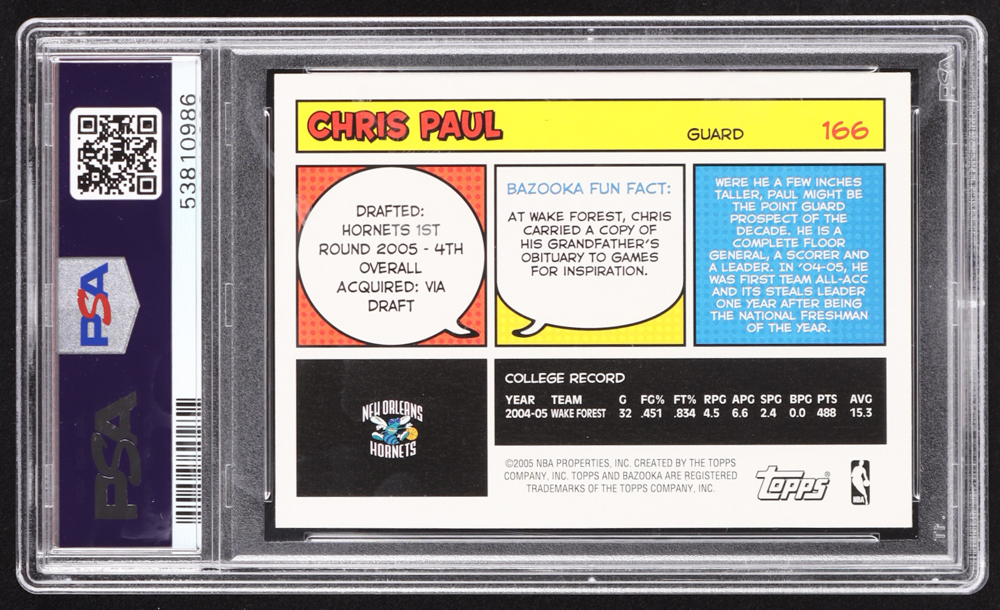 53810986
PSA
PSA
CHRIS PAUL GUARD 166
DRAFTED:
HORNETS 1ST
ROUND 2005 - 4TH
OVERALL
ACQUIRED: VIA
DRAFT
BAZOOKA FUN FACT:
AT WAKE FOREST, CHRIS
CARRIED A COPY OF
HIS GRANDFATHER'S
OBITUARY TO GAMES
FOR INSPIRATION.
WERE HE A FEW INCHES
TALLER, PAUL MIGHT BE
THE POINT GUARD
PROSPECT OF THE
DECADE. HE IS A
COMPLETE FLOOR
GENERAL, A SCORER AND
A LEADER. IN '04-05, HE
WAS FIRST TEAM ALL-ACC
AND ITS STEALS LEADER
ONE YEAR AFTER BEING
THE NATIONAL FRESHMAN
OF THE YEAR.
NEW ORLEANS
HORNETS
COLLEGE RECORD
YEAR TEAM G FG% FT% RPG APG SPG BPG PTS AVG
2004-05 WAKE FOREST 32 .451 .834 4.5 6.6 2.4 0.0 488 15.3
©2005 NBA PROPERTIES, INC. CREATED BY THE TOPPS
COMPANY, INC. TOPPS AND BAZOOKA ARE REGISTERED
TRADEMARKS OF THE TOPPS COMPANY, INC.
Topps®
NBA
PSA